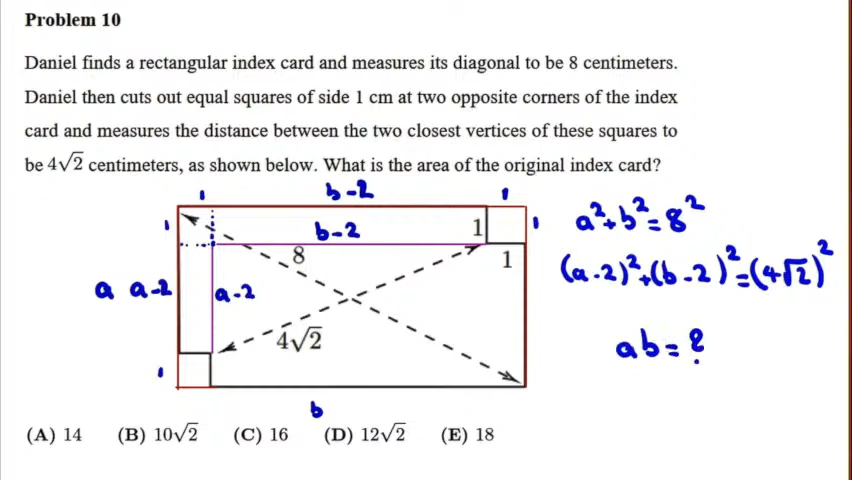 Problem 10
Daniel finds a rectangular index card and measures its diagonal to be 8 centimeters.
Daniel then cuts out equal squares of side 1 cm at two opposite corners of the index
card and measures the distance between the two closest vertices of these squares to
be 4√2 centimeters, as shown below. What is the area of the original index card?
1 b-2 1
1 b-2 1 1 a²+b²=8²
8 1
a a-2 a-2 (a-2)²+(b-2)²=(4√2)²
4√2 ab=?
1
b
(A) 14 (B) 10√2 (C) 16 (D) 12√2 (E) 18